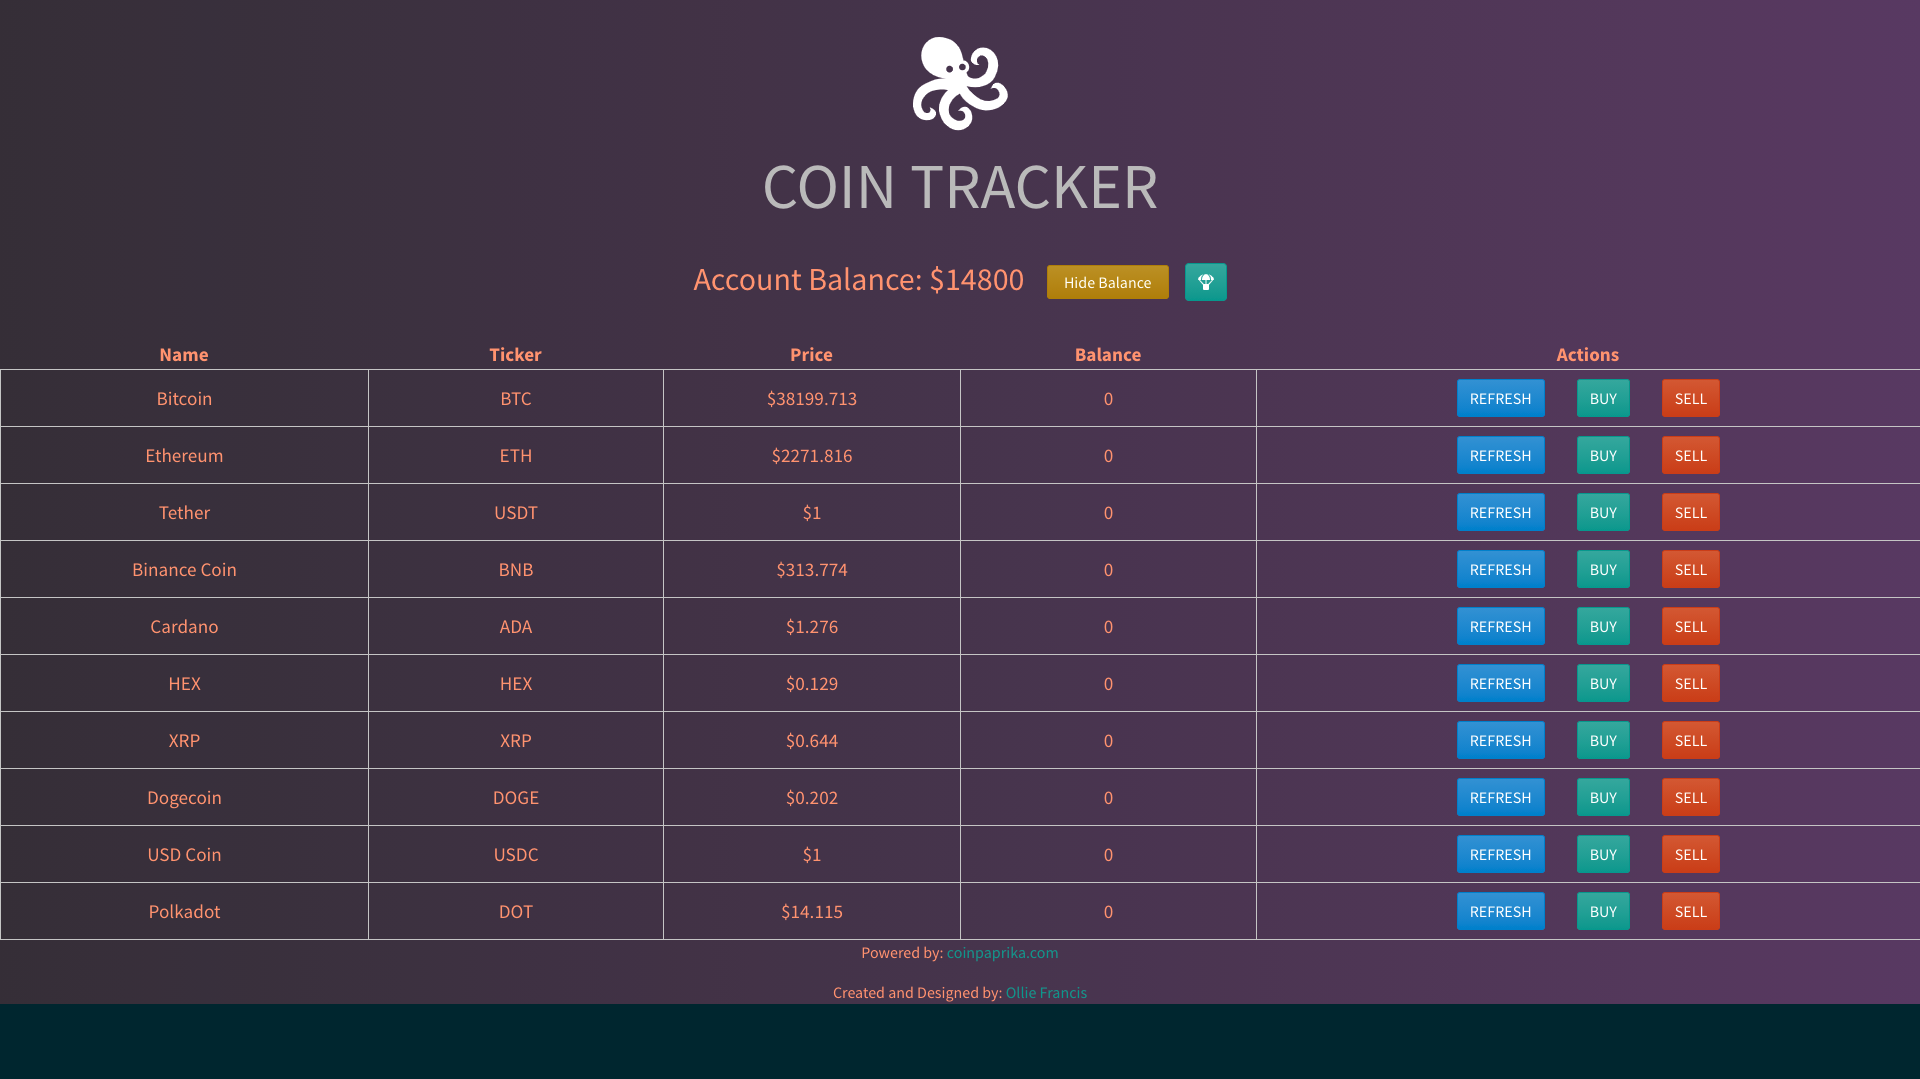 COIN TRACKER
Account Balance: $14800 Hide Balance
Name Ticker Price Balance Actions
Bitcoin BTC $38199.713 0 REFRESH BUY SELL
Ethereum ETH $2271.816 0 REFRESH BUY SELL
Tether USDT $1 0 REFRESH BUY SELL
Binance Coin BNB $313.774 0 REFRESH BUY SELL
Cardano ADA $1.276 0 REFRESH BUY SELL
HEX HEX $0.129 0 REFRESH BUY SELL
XRP XRP $0.644 0 REFRESH BUY SELL
Dogecoin DOGE $0.202 0 REFRESH BUY SELL
USD Coin USDC $1 0 REFRESH BUY SELL
Polkadot DOT $14.115 0 REFRESH BUY SELL
Powered by: coinpaprika.com
Created and Designed by: Ollie Francis